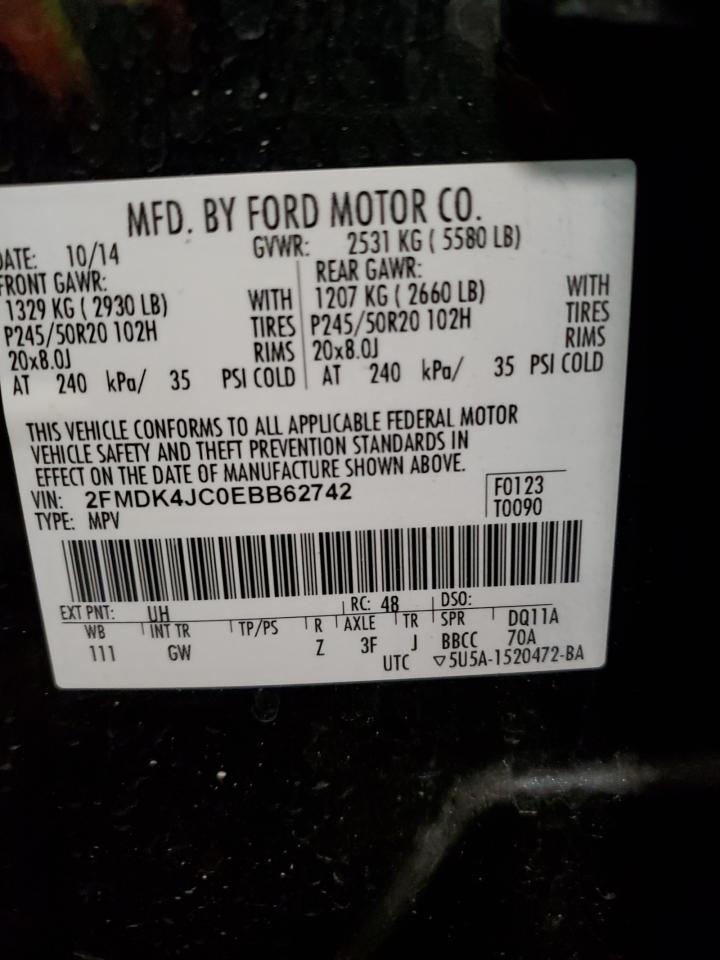 MFD. BY FORD MOTOR CO.
DATE: 10/14 GVWR: 2531 KG ( 5580 LB)
FRONT GAWR: REAR GAWR:
1329 KG ( 2930 LB) WITH 1207 KG ( 2660 LB) WITH
P245/50R20 102H TIRES P245/50R20 102H TIRES
20x8.0J RIMS 20x8.0J RIMS
AT 240 kPa/ 35 PSI COLD AT 240 kPa/ 35 PSI COLD
THIS VEHICLE CONFORMS TO ALL APPLICABLE FEDERAL MOTOR
VEHICLE SAFETY AND THEFT PREVENTION STANDARDS IN
EFFECT ON THE DATE OF MANUFACTURE SHOWN ABOVE.
VIN: 2FMDK4JC0EBB62742 F0123
TYPE: MPV T0090
EXT PNT: UH RC: 48 DSO:
WB INT TR TP/PS R AXLE TR SPR DQ11A
111 GW Z 3F J BBCC 70A
UTC ▽5U5A-1520472-BA